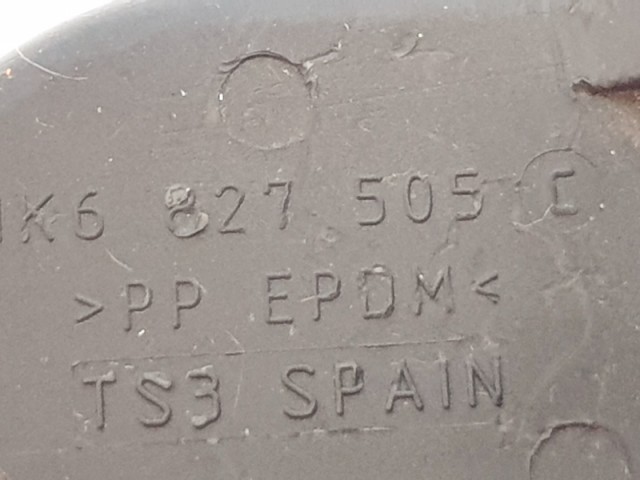 1K6 827 505 C
>PP EPDM<
TS3 SPAIN